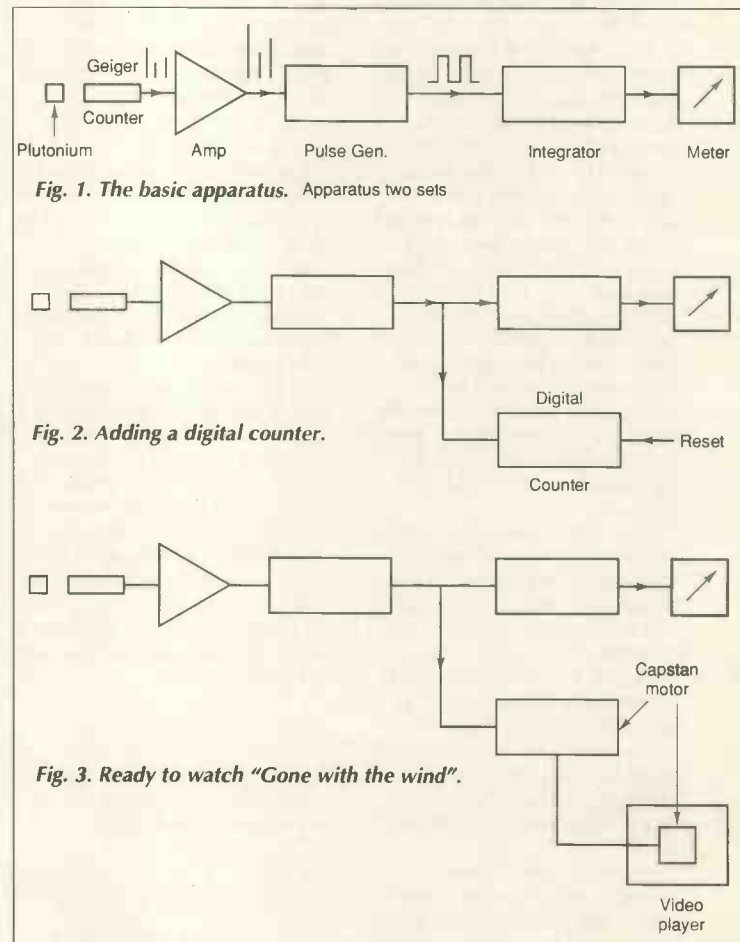 Geiger
Counter
Plutonium
Amp
Pulse Gen.
Integrator
Meter
Fig. 1. The basic apparatus. Apparatus two sets
Digital
Fig. 2. Adding a digital counter.
Reset
Counter
Capstan
motor
Fig. 3. Ready to watch “Gone with the wind”.
Video
player